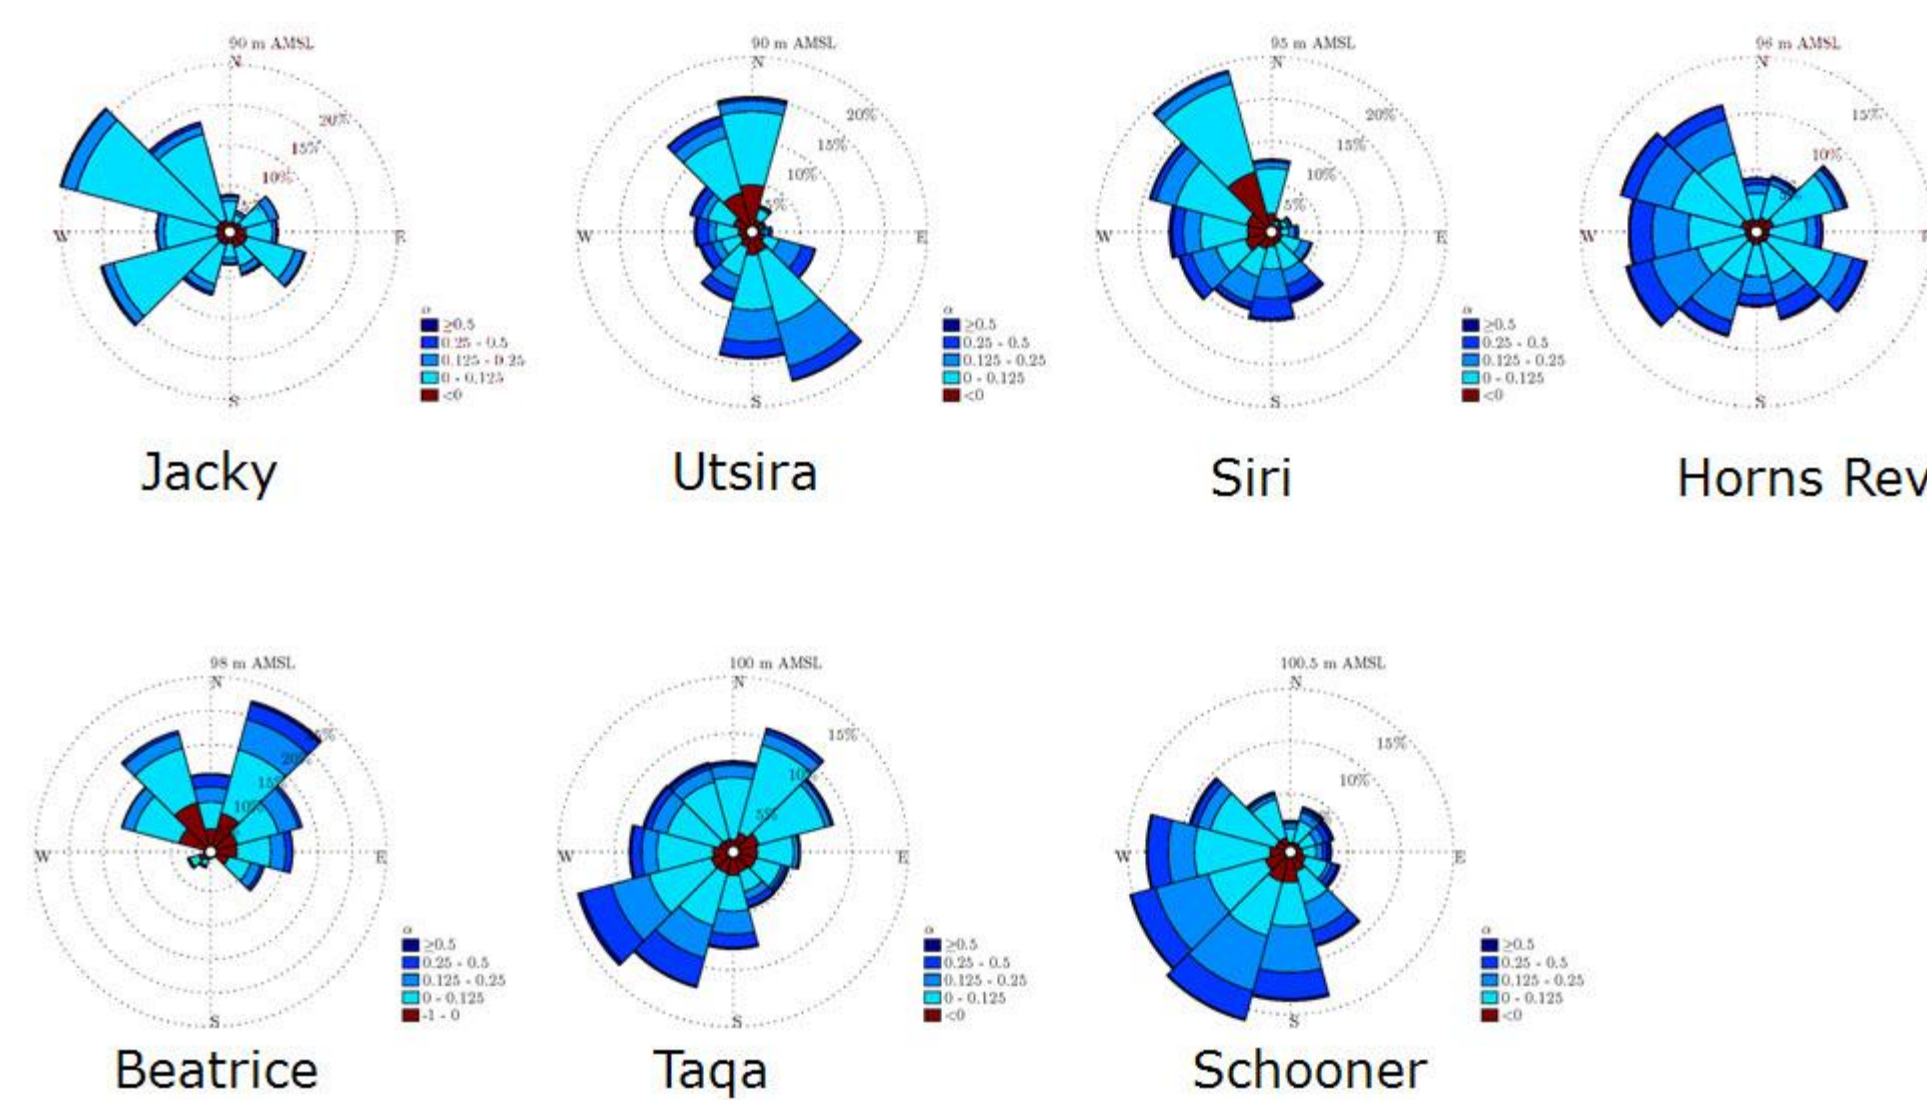 90 m AMSL
N
20%
15%
10%
5%
W
E
S
α
≥0.5
0.25 - 0.5
0.125 - 0.25
0 - 0.125
<0
Jacky
90 m AMSL
N
20%
15%
10%
5%
W
E
S
α
≥0.5
0.25 - 0.5
0.125 - 0.25
0 - 0.125
<0
Utsira
95 m AMSL
N
20%
15%
10%
5%
W
E
S
α
≥0.5
0.25 - 0.5
0.125 - 0.25
0 - 0.125
<0
Siri
96 m AMSL
N
15%
10%
5%
W
S
Horns Rev
98 m AMSL
N
20%
15%
10%
W
E
S
α
≥0.5
0.25 - 0.5
0.125 - 0.25
0 - 0.125
-1 - 0
Beatrice
100 m AMSL
N
15%
10%
5%
W
E
S
α
≥0.5
0.25 - 0.5
0.125 - 0.25
0 - 0.125
<0
Taqa
100.5 m AMSL
N
15%
10%
W
E
S
α
≥0.5
0.25 - 0.5
0.125 - 0.25
0 - 0.125
<0
Schooner